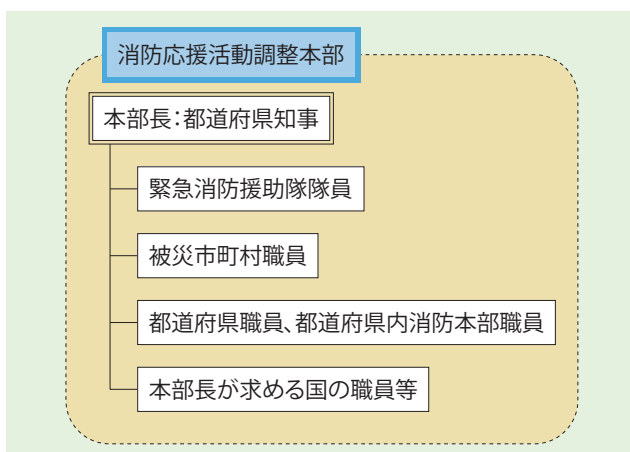 消防応援活動調整本部
本部長：都道府県知事
緊急消防援助隊隊員
被災市町村職員
都道府県職員、都道府県内消防本部職員
本部長が求める国の職員等